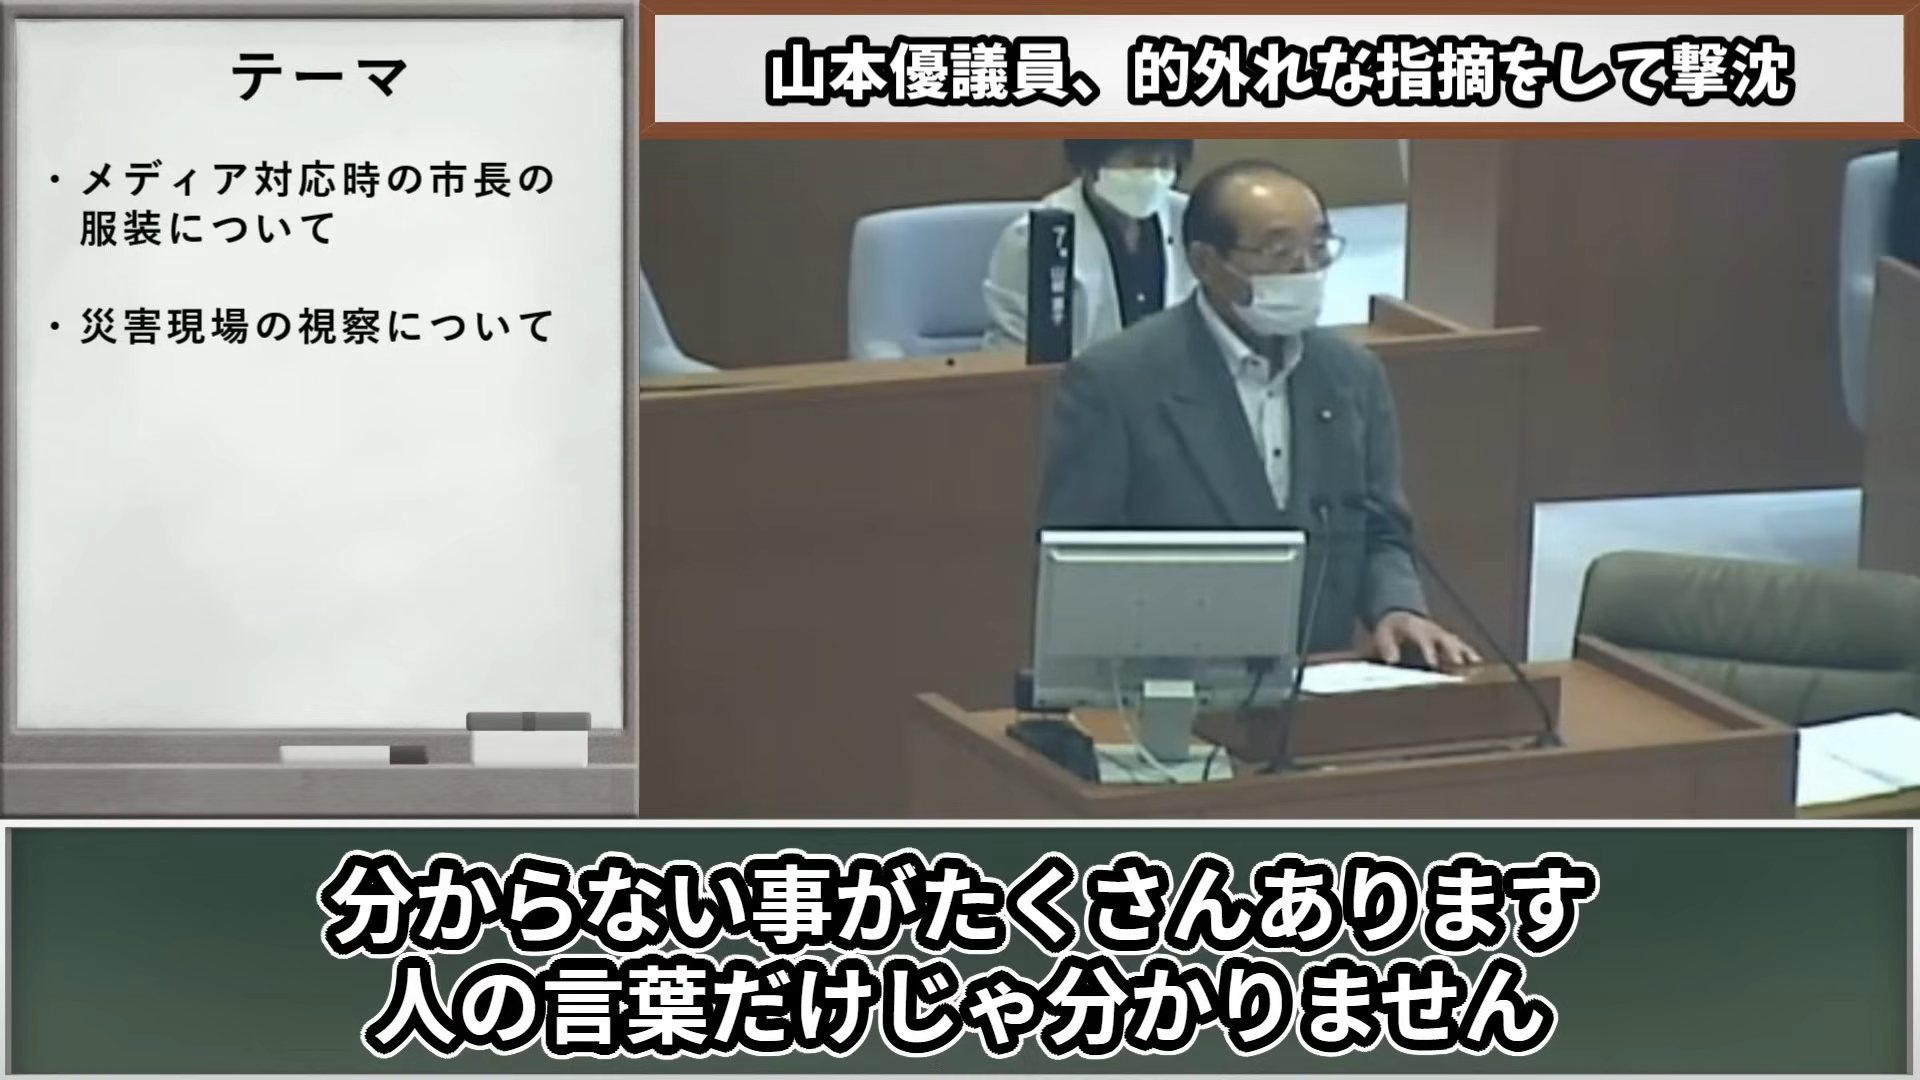 テーマ
・メディア対応時の市長の
服装について
・災害現場の視察について
山本優議員、的外れな指摘をして撃沈
7.
分からない事がたくさんあります
人の言葉だけじゃ分かりません